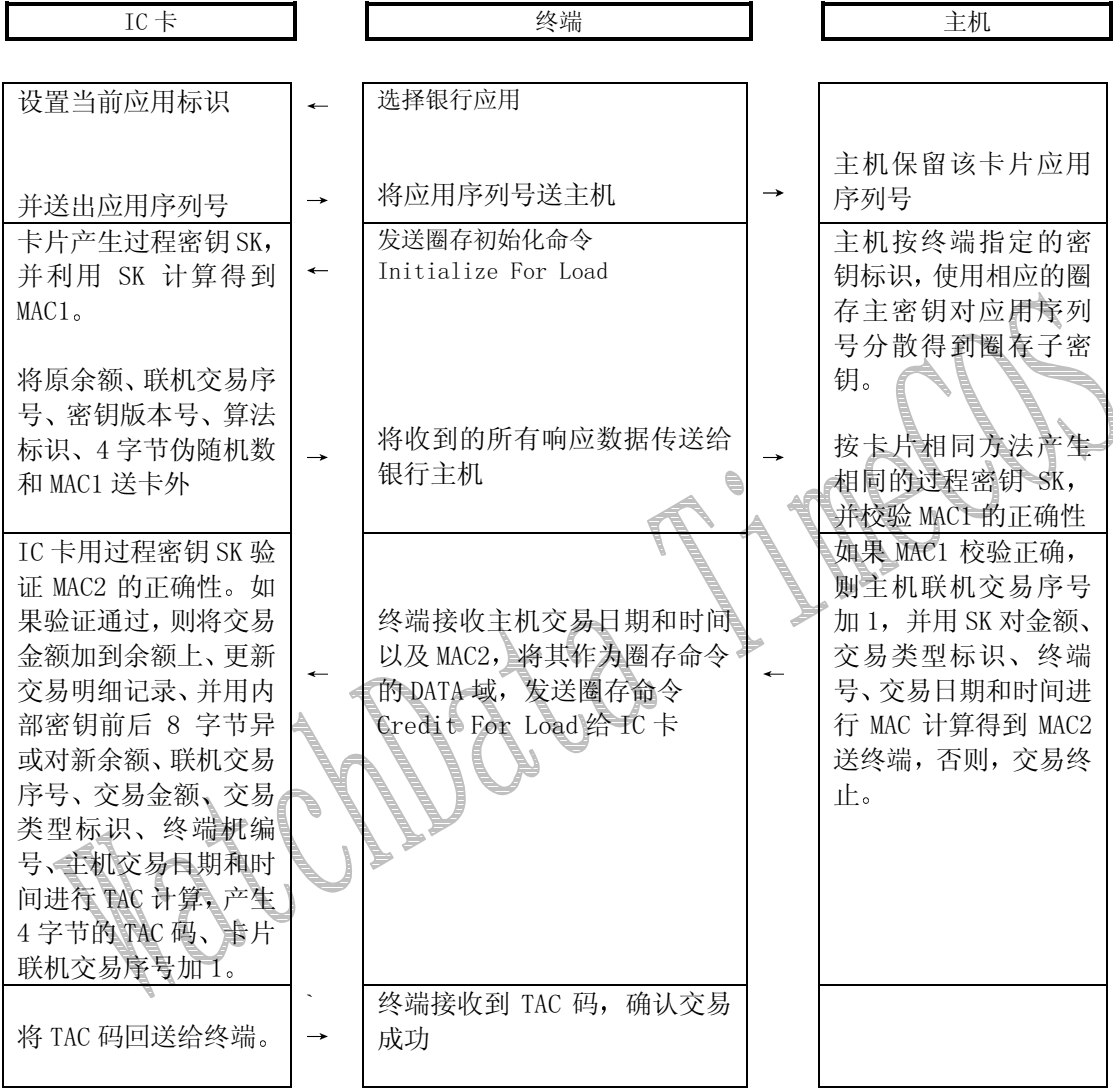 IC卡
终端
主机
设置当前应用标识
←
选择银行应用
并送出应用序列号
→
将应用序列号送主机
→
主机保留该卡片应用
序列号
卡片产生过程密钥SK,
并利用 SK 计算得到
MAC1。
←
发送圈存初始化命令
Initialize For Load
主机按终端指定的密
钥标识,使用相应的圈
存主密钥对应用序列
号分散得到圈存子密
钥。
将原余额、联机交易序
号、密钥版本号、算法
标识、4 字节伪随机数
和 MAC1 送卡外
→
将收到的所有响应数据传送给
银行主机
→
按卡片相同方法产生
相同的过程密钥 SK,
并校验 MAC1 的正确性
IC 卡用过程密钥 SK 验
证 MAC2 的正确性。如
果验证通过,则将交易
金额加到余额上、更新
交易明细记录、并用内
部密钥前后 8 字节异
或对新余额、联机交易
序号、交易金额、交易
类型标识、终端机编
号、主机交易日期和时
间进行 TAC 计算,产生
4 字节的 TAC 码、卡片
联机交易序号加 1。
←
终端接收主机交易日期和时间
以及 MAC2,将其作为圈存命令
的 DATA 域,发送圈存命令
Credit For Load 给 IC 卡
←
如果 MAC1 校验正确,
则主机联机交易序号
加 1,并用 SK 对金额、
交易类型标识、终端
号、交易日期和时间进
行 MAC 计算得到 MAC2
送终端,否则,交易终
止。
将 TAC 码回送给终端。
`
→
终端接收到 TAC 码,确认交易
成功
WatchData TimeCOS